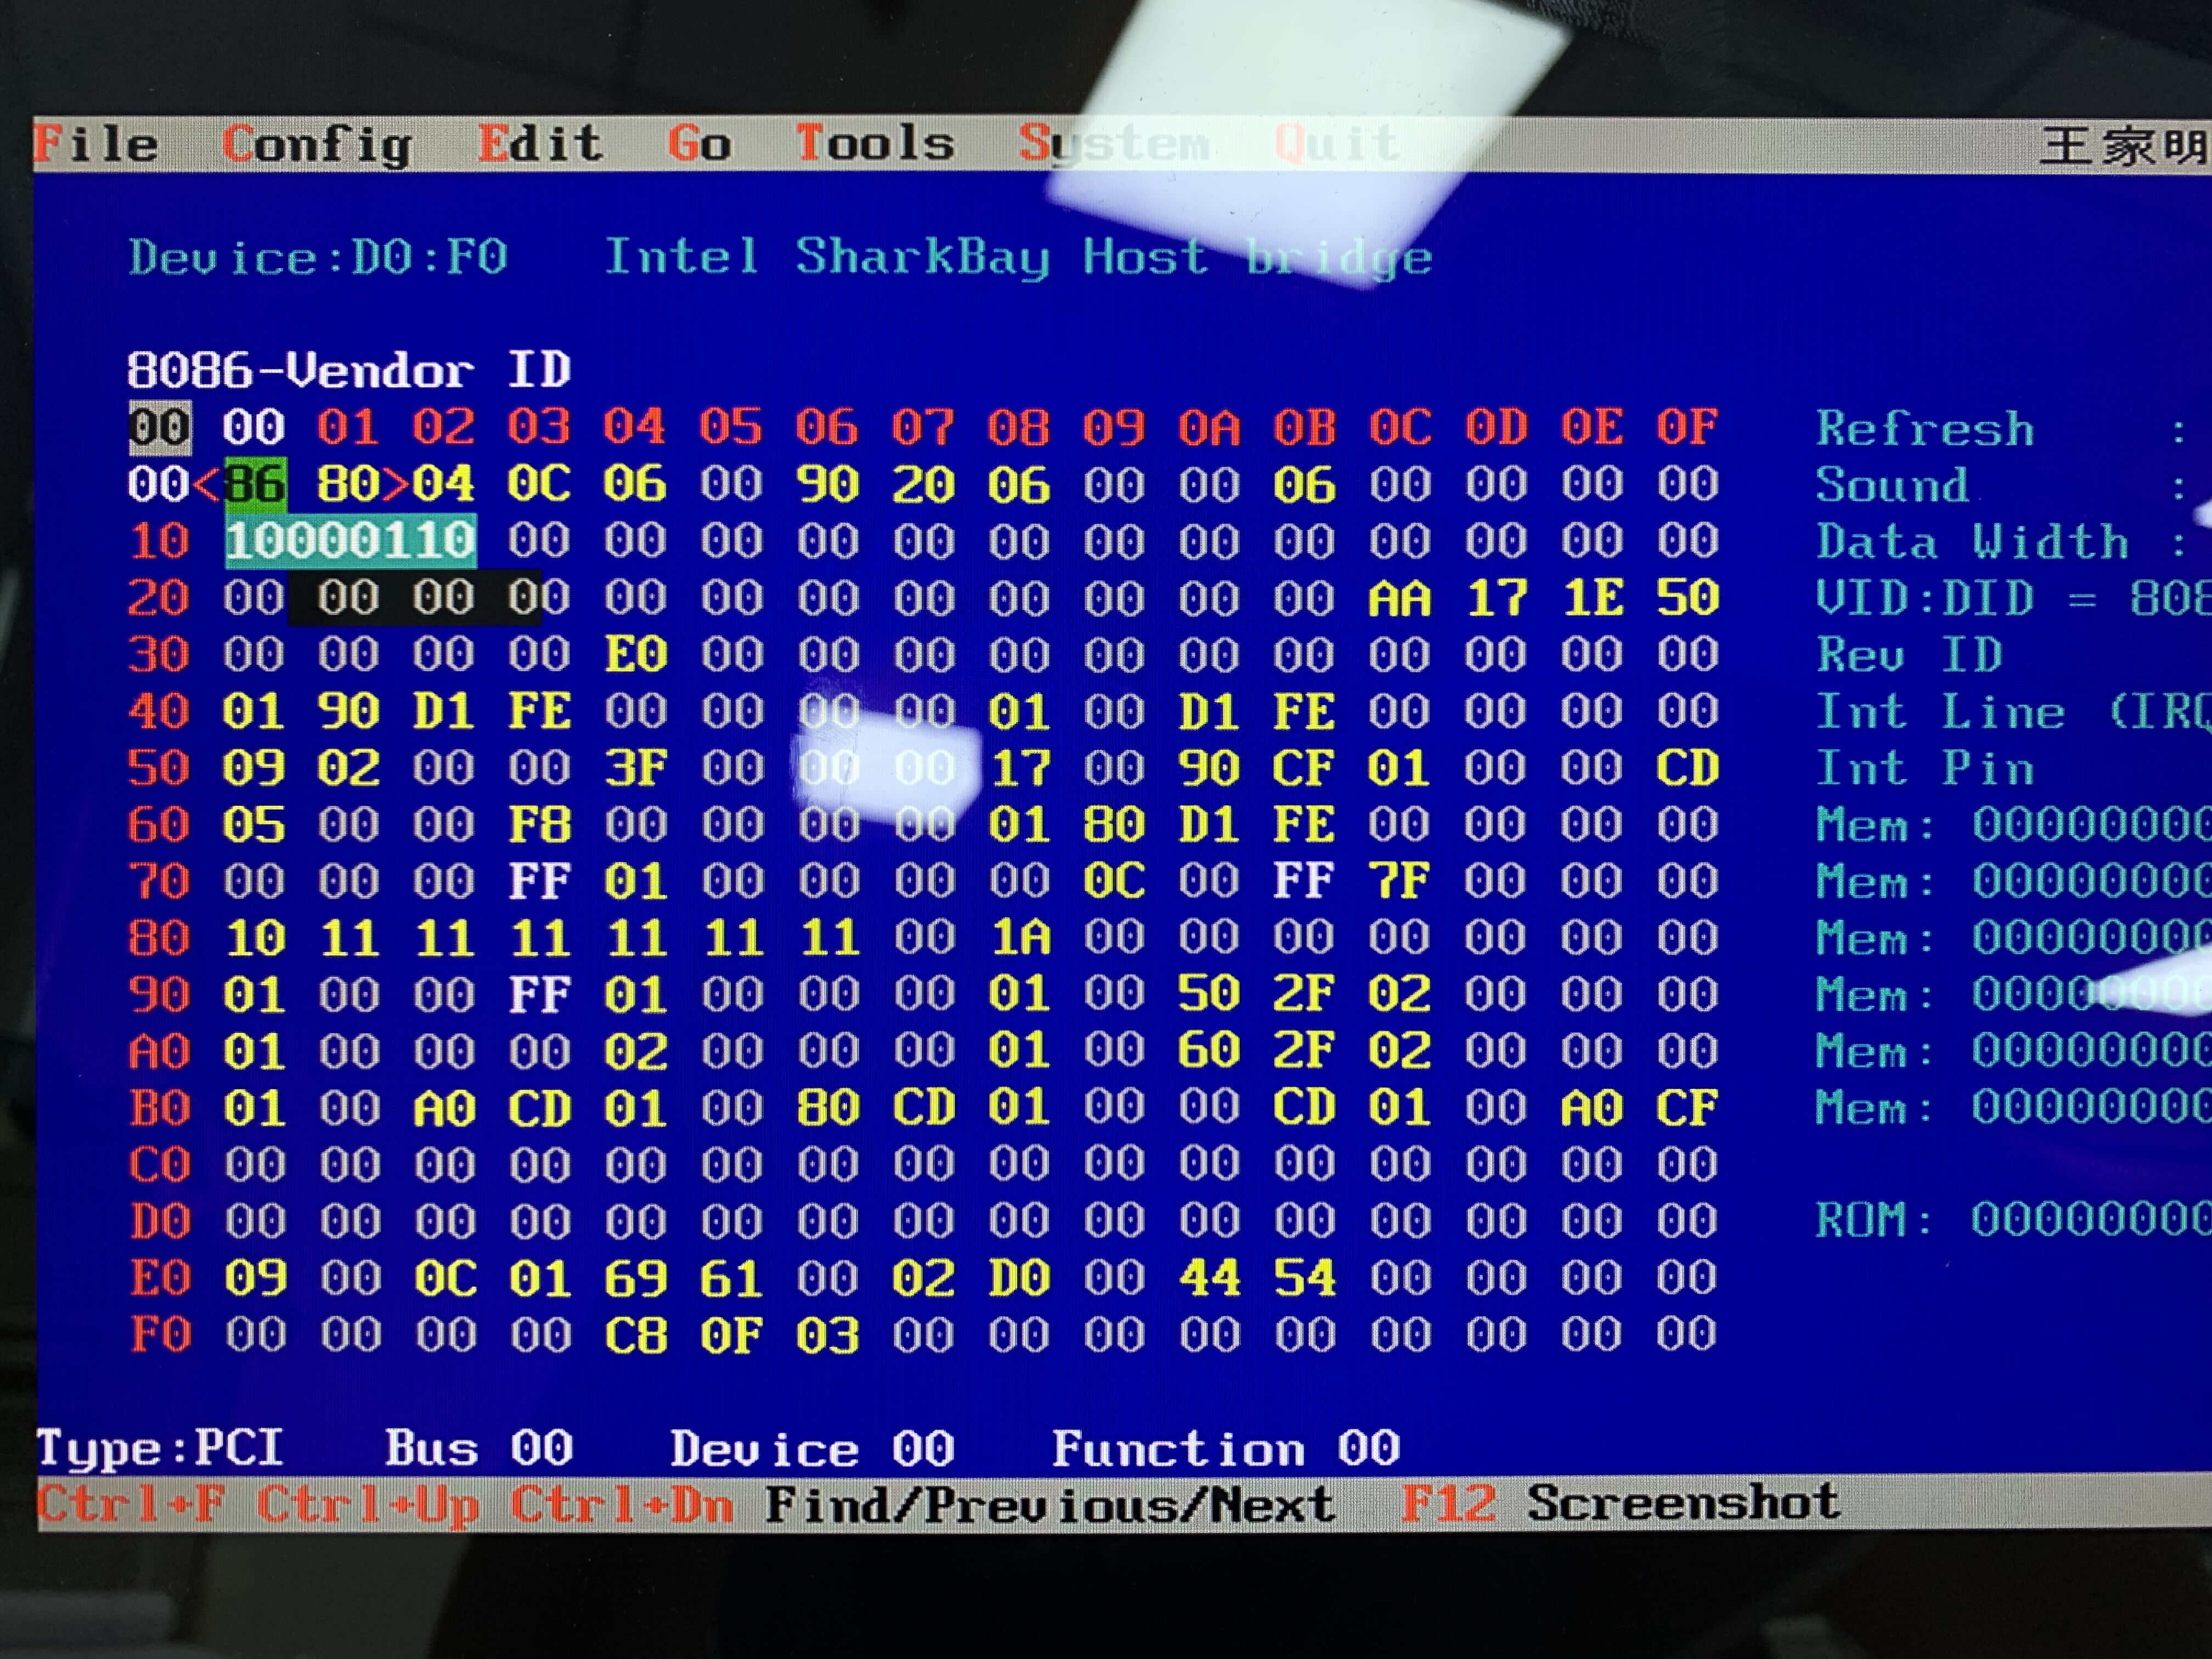 File Config Edit Go Tools System Quit 王家明
Device:D0:F0 Intel SharkBay Host bridge
8086-Vendor ID
00 00 01 02 03 04 05 06 07 08 09 0A 0B 0C 0D 0E 0F Refresh :
00<86 80>04 0C 06 00 90 20 06 00 00 06 00 00 00 00 Sound :
10 10000110 00 00 00 00 00 00 00 00 00 00 00 00 00 Data Width :
20 00 00 00 00 00 00 00 00 00 00 00 00 AA 17 1E 50 VID:DID = 808
30 00 00 00 00 E0 00 00 00 00 00 00 00 00 00 00 00 Rev ID
40 01 90 D1 FE 00 00 00 00 01 00 D1 FE 00 00 00 00 Int Line (IRQ
50 09 02 00 00 3F 00 00 00 17 00 90 CF 01 00 00 CD Int Pin
60 05 00 00 F8 00 00 00 00 01 80 D1 FE 00 00 00 00 Mem: 00000000
70 00 00 00 FF 01 00 00 00 00 0C 00 FF 7F 00 00 00 Mem: 00000000
80 10 11 11 11 11 11 11 00 1A 00 00 00 00 00 00 00 Mem: 00000000
90 01 00 00 FF 01 00 00 00 01 00 50 2F 02 00 00 00 Mem: 00000000
A0 01 00 00 00 02 00 00 00 01 00 60 2F 02 00 00 00 Mem: 00000000
B0 01 00 A0 CD 01 00 80 CD 01 00 00 CD 01 00 A0 CF Mem: 00000000
C0 00 00 00 00 00 00 00 00 00 00 00 00 00 00 00 00
D0 00 00 00 00 00 00 00 00 00 00 00 00 00 00 00 00 ROM: 00000000
E0 09 00 0C 01 69 61 00 02 D0 00 44 54 00 00 00 00
F0 00 00 00 00 C8 0F 03 00 00 00 00 00 00 00 00 00
Type:PCI Bus 00 Device 00 Function 00
Ctrl+F Ctrl+Up Ctrl+Dn Find/Previous/Next F12 Screenshot